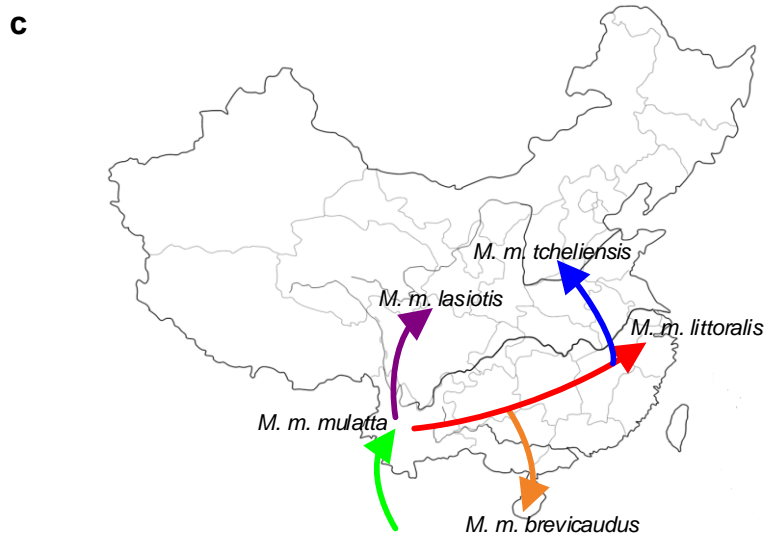 c
M. m. tcheliensis
M. m. lasiotis
M. m. littoralis
M. m. mulatta
M. m. brevicaudus